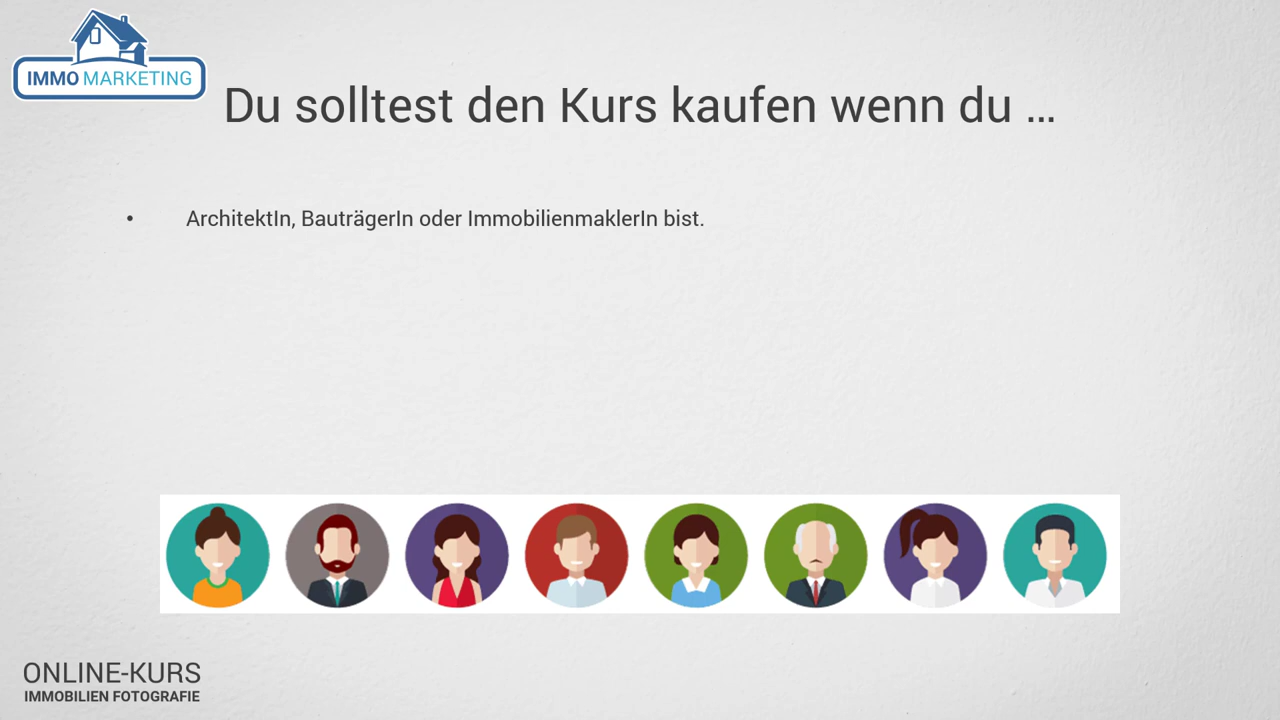 IMMO MARKETING
Du solltest den Kurs kaufen wenn du ...
• ArchitektIn, BauträgerIn oder ImmobilienmaklerIn bist.
ONLINE-KURS
IMMOBILIEN FOTOGRAFIE